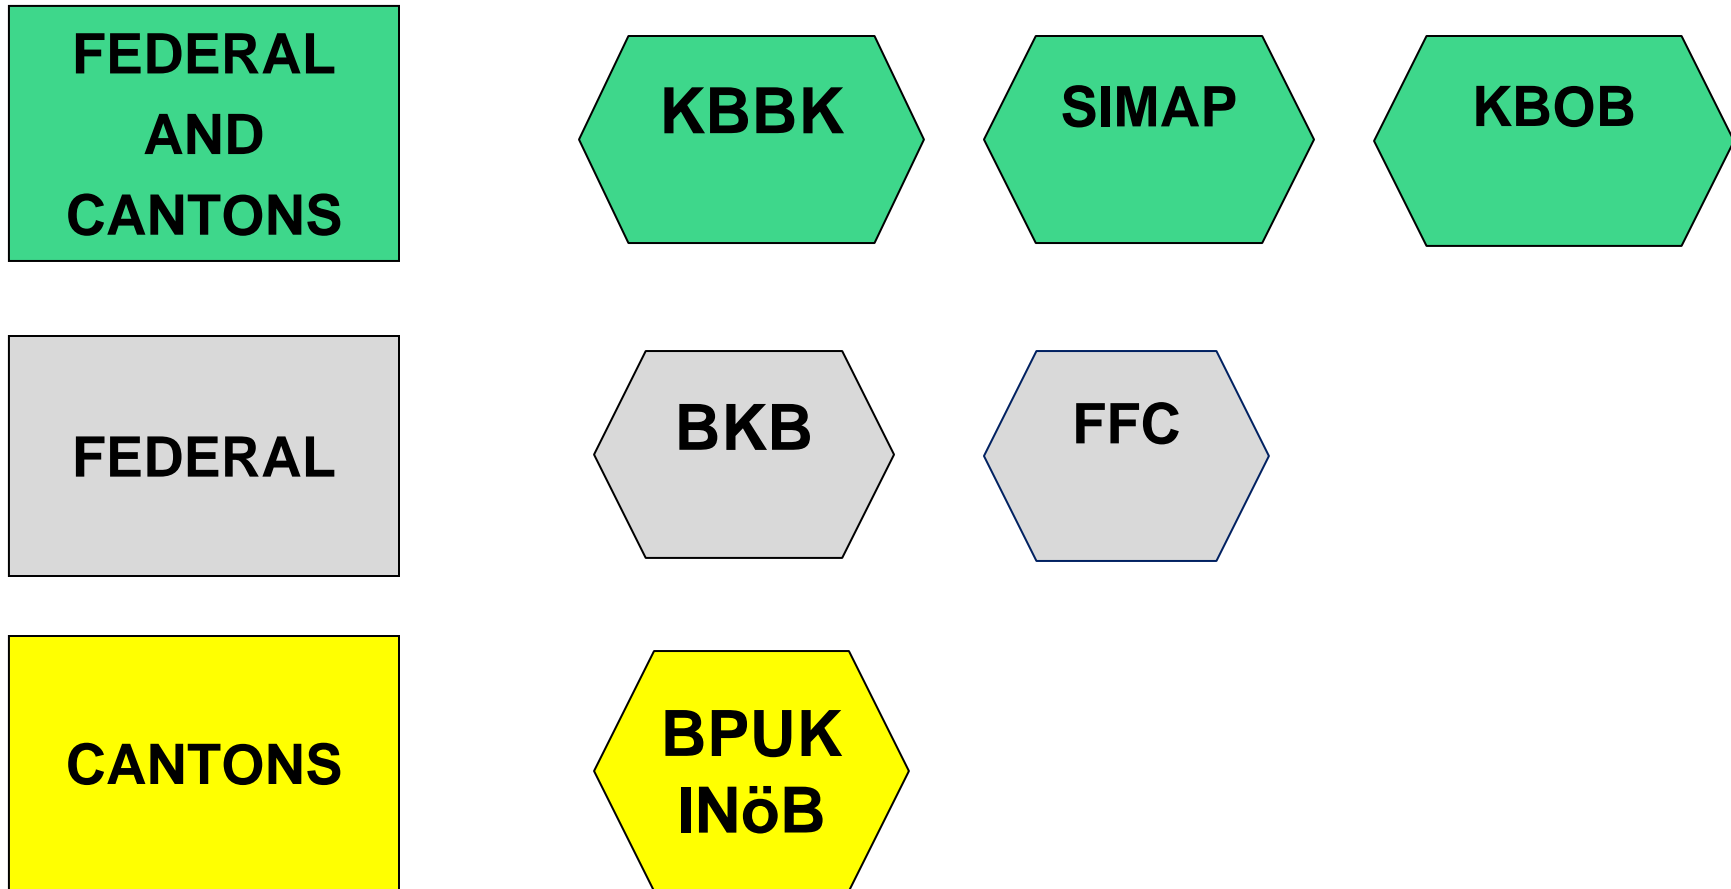 FEDERAL
AND
CANTONS
KBBK
SIMAP
KBOB
FEDERAL
BKB
FFC
CANTONS
BPUK
INöB